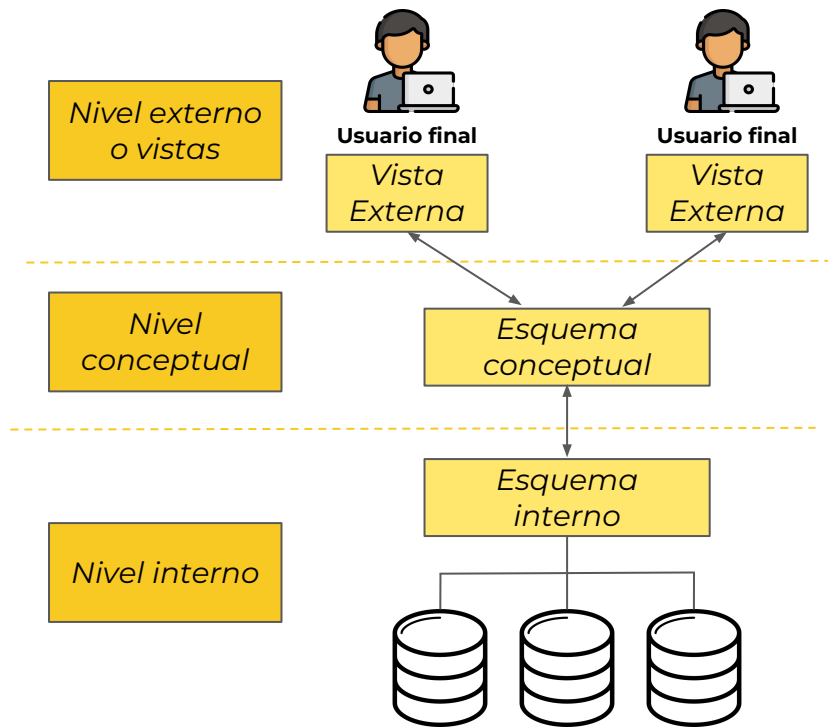 Nivel externo
o vistas
Usuario final
Usuario final
Vista
Externa
Vista
Externa
Nivel
conceptual
Esquema
conceptual
Esquema
interno
Nivel interno